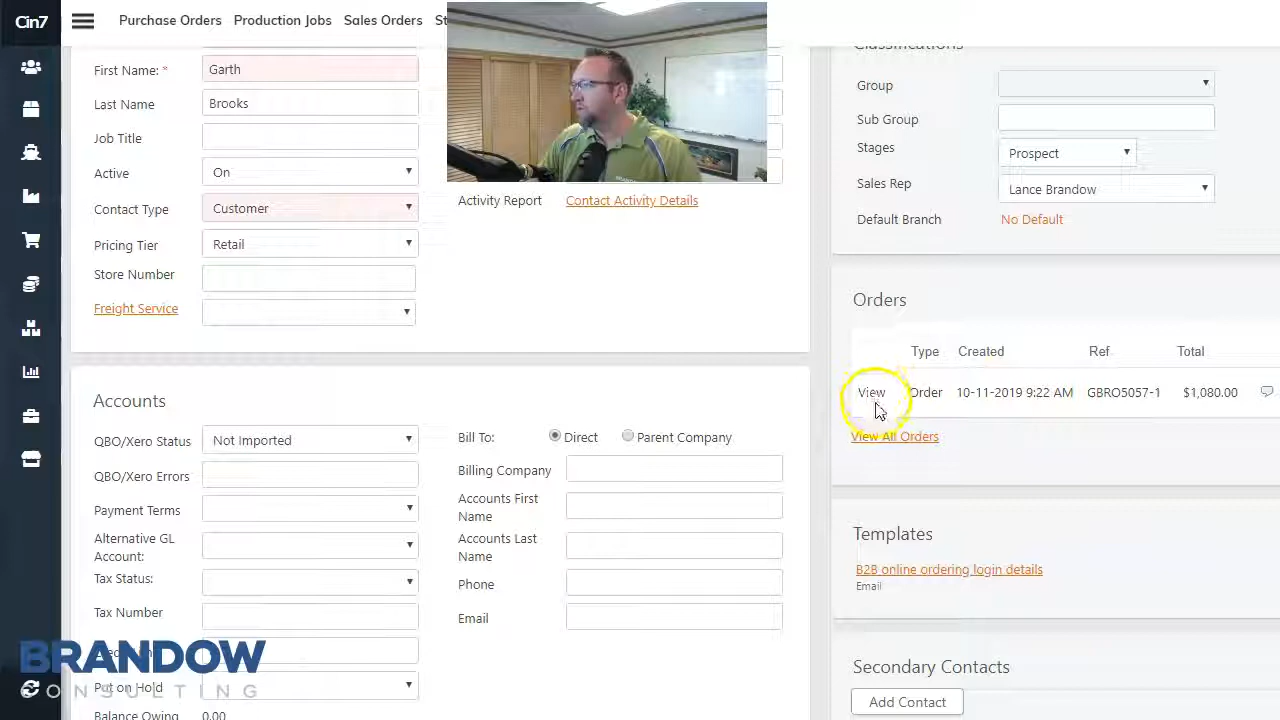 Cin7
Purchase Orders
Production Jobs
Sales Orders
First Name: *
Garth
Last Name
Brooks
Job Title
Active
On
Contact Type
Customer
Pricing Tier
Retail
Store Number
Freight Service
Activity Report
Contact Activity Details
Classifications
Group
Sub Group
Stages
Prospect
Sales Rep
Lance Brandow
Default Branch
No Default
Orders
Type Created Ref Total
View Order 10-11-2019 9:22 AM GBRO5057-1 $1,080.00
View All Orders
Accounts
QBO/Xero Status
Not Imported
QBO/Xero Errors
Payment Terms
Alternative GL
Account:
Tax Status:
Tax Number
Put on Hold
Balance Owing
0.00
Bill To:
Direct
Parent Company
Billing Company
Accounts First
Name
Accounts Last
Name
Phone
Email
Templates
B2B online ordering login details
Email
Secondary Contacts
Add Contact
BRANDOW
CONSULTING